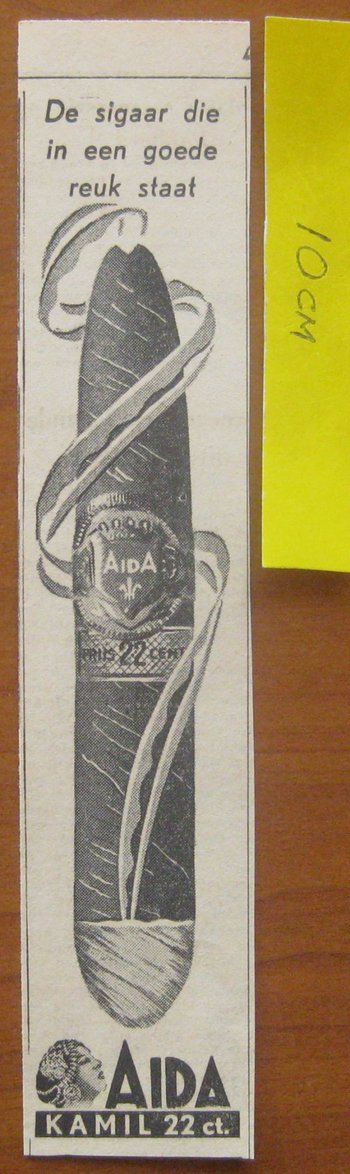 De sigaar die
in een goede
reuk staat
10 CM
AIDA
PRIJS 22 CENT
AIDA
KAMIL 22 ct.